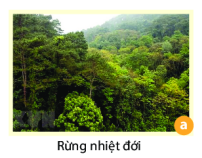 a
Rừng nhiệt đới